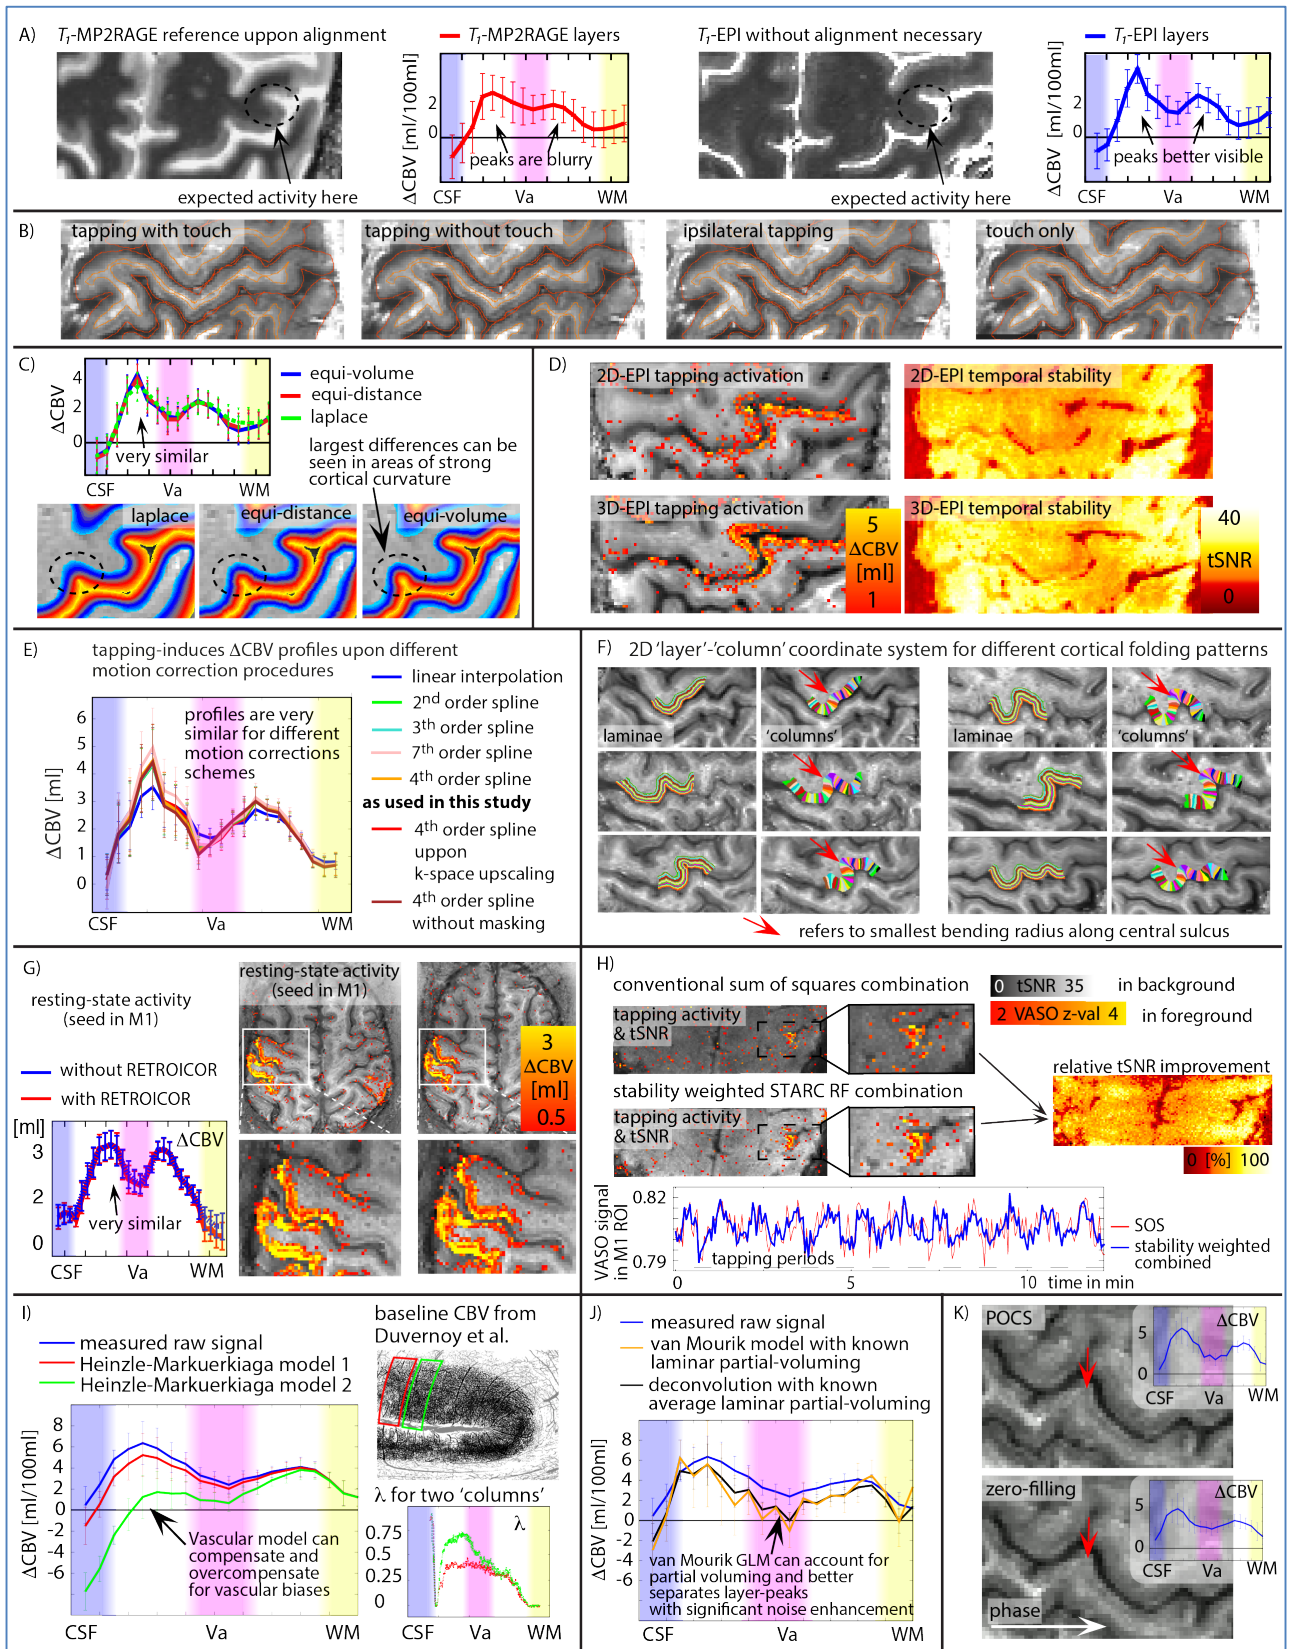 A)
T₁-MP2RAGE reference uppon alignment
T₁-MP2RAGE layers
T₁-EPI without alignment necessary
T₁-EPI layers
expected activity here
ΔCBV [ml/100ml]
2
0
peaks are blurry
CSF
Va
WM
expected activity here
ΔCBV [ml/100ml]
2
0
peaks better visible
CSF
Va
WM
B)
tapping with touch
tapping without touch
ipsilateral tapping
touch only
C)
ΔCBV
4
2
0
very similar
CSF
Va
WM
equi-volume
equi-distance
laplace
largest differences can be
seen in areas of strong
cortical curvature
laplace
equi-distance
equi-volume
D)
2D-EPI tapping activation
2D-EPI temporal stability
3D-EPI tapping activation
3D-EPI temporal stability
5
ΔCBV
[ml]
1
40
tSNR
0
E)
tapping-induces ΔCBV profiles upon different
motion correction procedures
ΔCBV [ml]
6
5
4
3
2
1
0
profiles are very
similar for different
motion corrections
schemes
CSF
Va
WM
linear interpolation
2nd order spline
3th order spline
7th order spline
4th order spline
as used in this study
4th order spline
uppon
k-space upscaling
4th order spline
without masking
F)
2D ‘layer’-‘column’ coordinate system for different cortical folding patterns
laminae
‘columns’
laminae
‘columns’
refers to smallest bending radius along central sulcus
G)
resting-state activity
(seed in M1)
without RETROICOR
with RETROICOR
[ml]
3
2
0
ΔCBV
very similar
CSF
Va
WM
resting-state activity
(seed in M1)
3
ΔCBV
[ml]
0.5
H)
conventional sum of squares combination
tapping activity
& tSNR
stability weighted STARC RF combination
tapping activity
& tSNR
0 tSNR 35
in background
2 VASO z-val 4
in foreground
relative tSNR improvement
0 [%] 100
VASO signal
in M1 ROI
0.82
0.79
tapping periods
0
5
10
time in min
SOS
stability weighted
combined
I)
measured raw signal
Heinzle-Markuerkiaga model 1
Heinzle-Markuerkiaga model 2
ΔCBV [ml/100ml]
8
6
4
2
0
-2
-4
-6
Vascular model can
compensate and
overcompensate
for vascular biases
CSF
Va
WM
baseline CBV from
Duvernoy et al.
λ for two ‘columns’
λ
0.75
0.5
0.25
0
CSF
Va
WM
J)
measured raw signal
van Mourik model with known
laminar partial-voluming
deconvolution with known
average laminar partial-voluming
ΔCBV [ml/100ml]
8
6
4
2
0
-2
-4
-6
van Mourik GLM can account for
partial voluming and better
separates layer-peaks
with significant noise enhancement
CSF
Va
WM
K)
POCS
ΔCBV
5
0
CSF
Va
WM
zero-filling
ΔCBV
5
0
CSF
Va
WM
phase